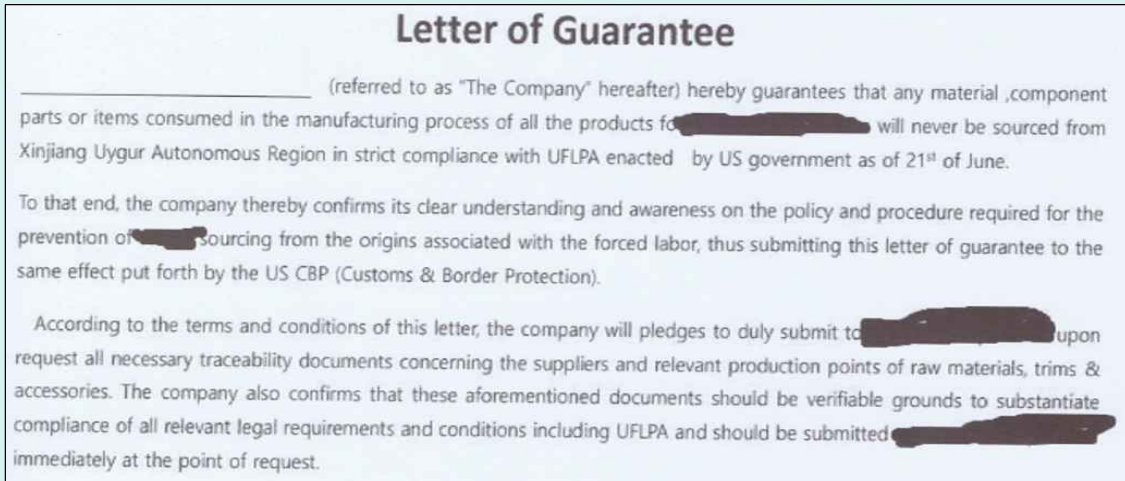 Letter of Guarantee
(referred to as "The Company" hereafter) hereby guarantees that any material ,component
parts or items consumed in the manufacturing process of all the products fo will never be sourced from
Xinjiang Uygur Autonomous Region in strict compliance with UFLPA enacted by US government as of 21st of June.
To that end, the company thereby confirms its clear understanding and awareness on the policy and procedure required for the
prevention of sourcing from the origins associated with the forced labor, thus submitting this letter of guarantee to the
same effect put forth by the US CBP (Customs & Border Protection).
According to the terms and conditions of this letter, the company will pledges to duly submit to upon
request all necessary traceability documents concerning the suppliers and relevant production points of raw materials, trims &
accessories. The company also confirms that these aforementioned documents should be verifiable grounds to substantiate
compliance of all relevant legal requirements and conditions including UFLPA and should be submitted
immediately at the point of request.